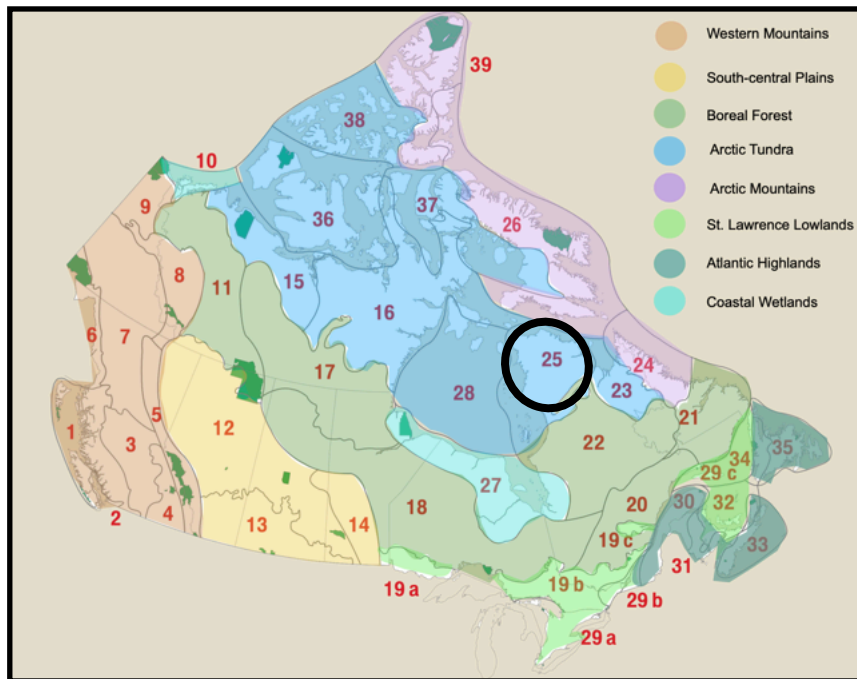 39
Western Mountains
South-central Plains
Boreal Forest
Arctic Tundra
Arctic Mountains
St. Lawrence Lowlands
Atlantic Highlands
Coastal Wetlands
38
10
9
36
37
26
8
11
15
16
6
7
17
25
24
28
23
5
12
1
3
22
21
34
35
29 c
27
18
20
30
32
2
4
13
14
19 c
33
31
19 a
19 b
29 b
29 a